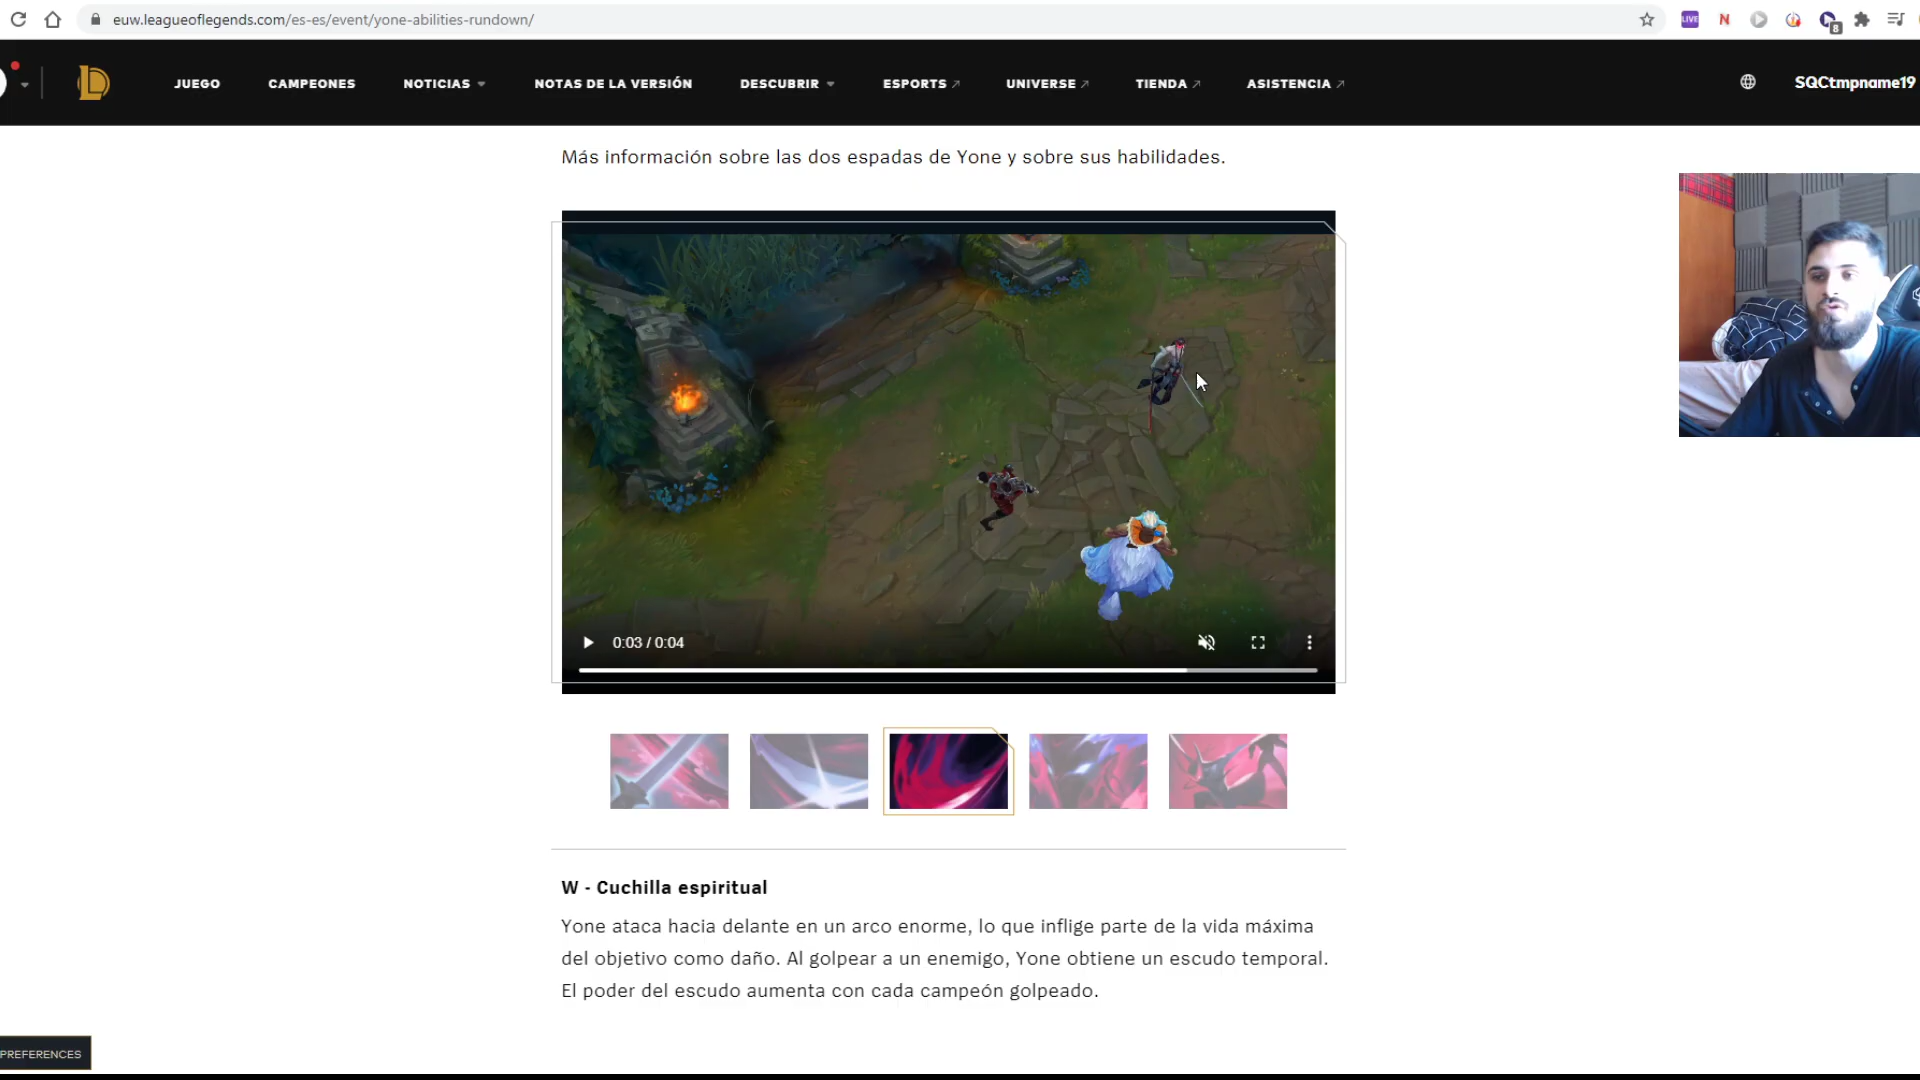 euw.leagueoflegends.com/es-es/event/yone-abilities-rundown/
LIVE
N
8
JUEGO CAMPEONES NOTICIAS NOTAS DE LA VERSIÓN DESCUBRIR ESPORTS UNIVERSE TIENDA ASISTENCIA SQCtmpname19
Más información sobre las dos espadas de Yone y sobre sus habilidades.
0:03 / 0:04
W - Cuchilla espiritual
Yone ataca hacia delante en un arco enorme, lo que inflige parte de la vida máxima
del objetivo como daño. Al golpear a un enemigo, Yone obtiene un escudo temporal.
El poder del escudo aumenta con cada campeón golpeado.
PREFERENCES